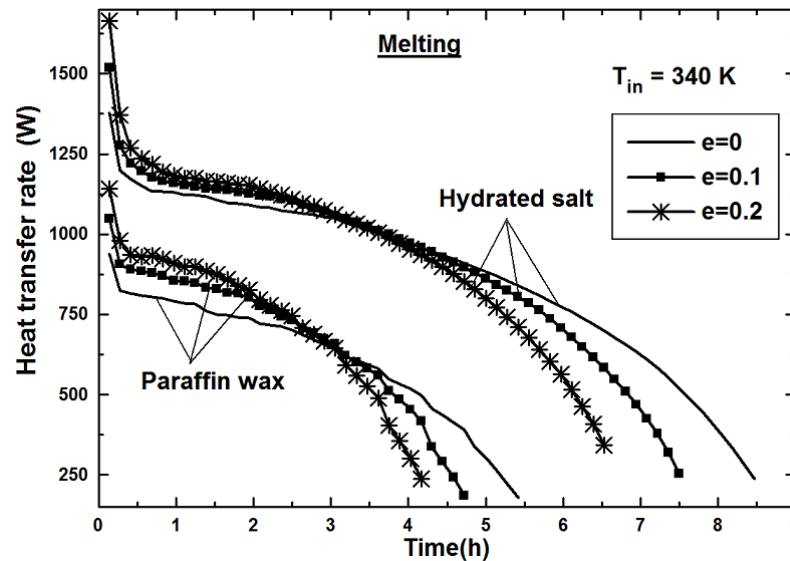 Melting
T_in = 340 K
e=0
e=0.1
e=0.2
Hydrated salt
Paraffin wax
Heat transfer rate (W)
1500
1250
1000
750
500
250
0 1 2 3 4 5 6 7 8
Time(h)